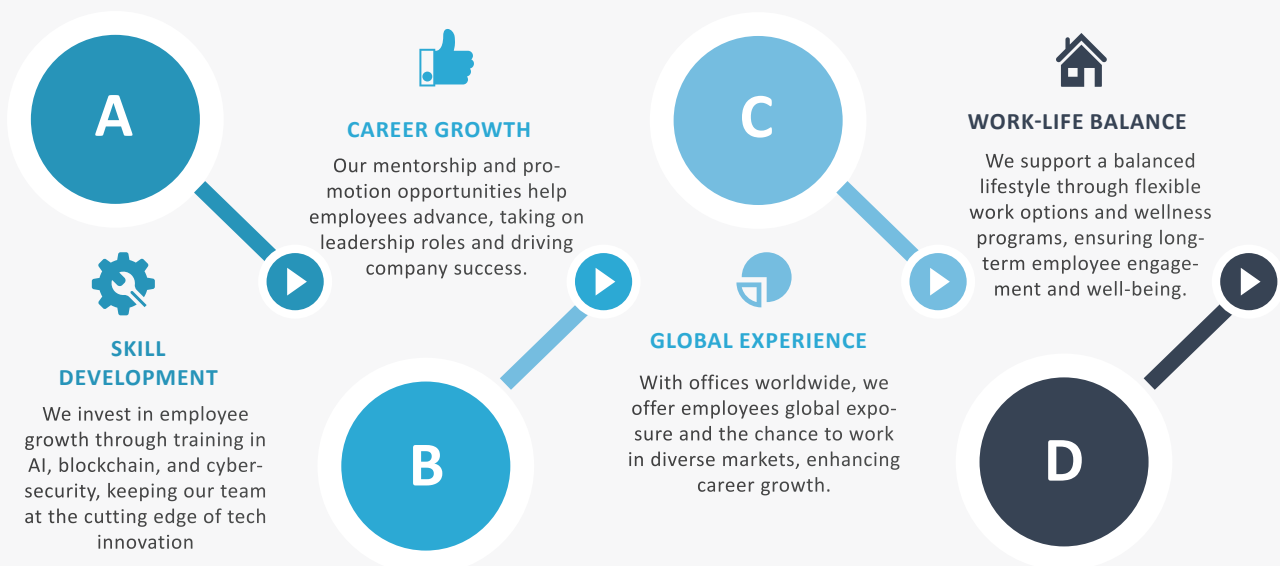 A
SKILL
DEVELOPMENT
We invest in employee
growth through training in
AI, blockchain, and cyber-
security, keeping our team
at the cutting edge of tech
innovation
CAREER GROWTH
Our mentorship and pro-
motion opportunities help
employees advance, taking on
leadership roles and driving
company success.
B
C
GLOBAL EXPERIENCE
With offices worldwide, we
offer employees global expo-
sure and the chance to work
in diverse markets, enhancing
career growth.
WORK-LIFE BALANCE
We support a balanced
lifestyle through flexible
work options and wellness
programs, ensuring long-
term employee engage-
ment and well-being.
D